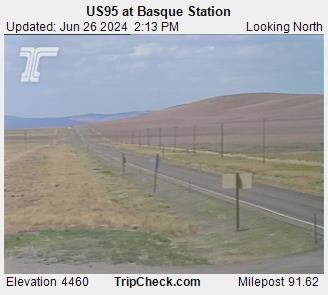 US95 at Basque Station
Updated: Jun 26 2024 2:13 PM Looking North
Elevation 4460 TripCheck.com Milepost 91.62